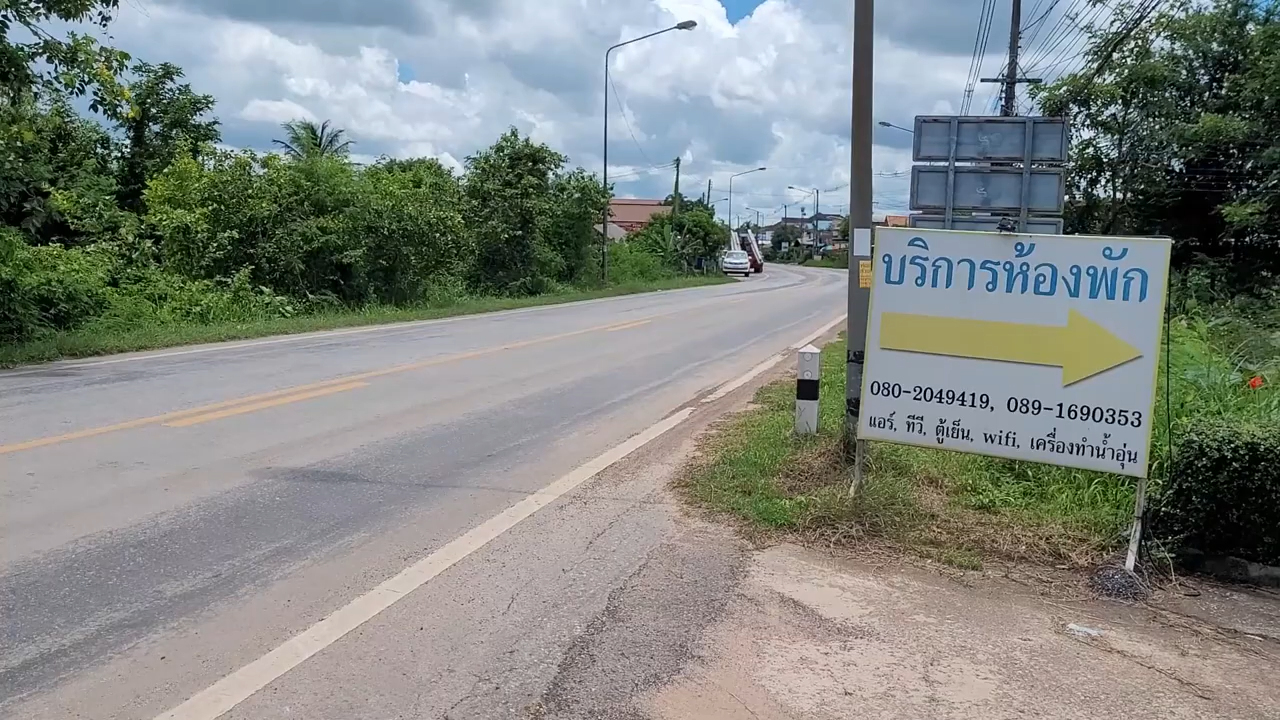 บริการห้องพัก
080-2049419, 089-1690353
แอร์, ทีวี, ตู้เย็น, wifi, เครื่องทำน้ำอุ่น